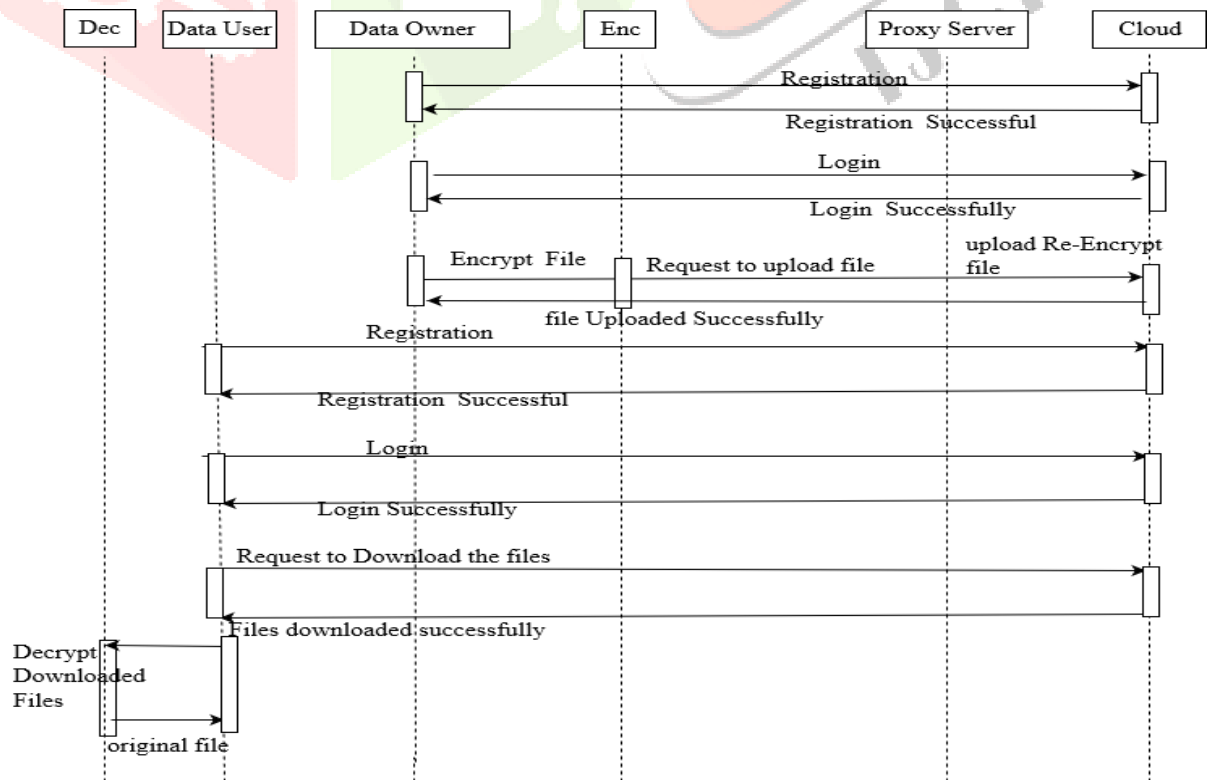 Dec
Data User
Data Owner
Enc
Proxy Server
Cloud
Registration
Registration Successful
Login
Login Successfully
Encrypt File
Request to upload file
upload Re-Encrypt
file
file Uploaded Successfully
Registration
Registration Successful
Login
Login Successfully
Request to Download the files
Files downloaded successfully
Decrypt
Downloaded
Files
original file